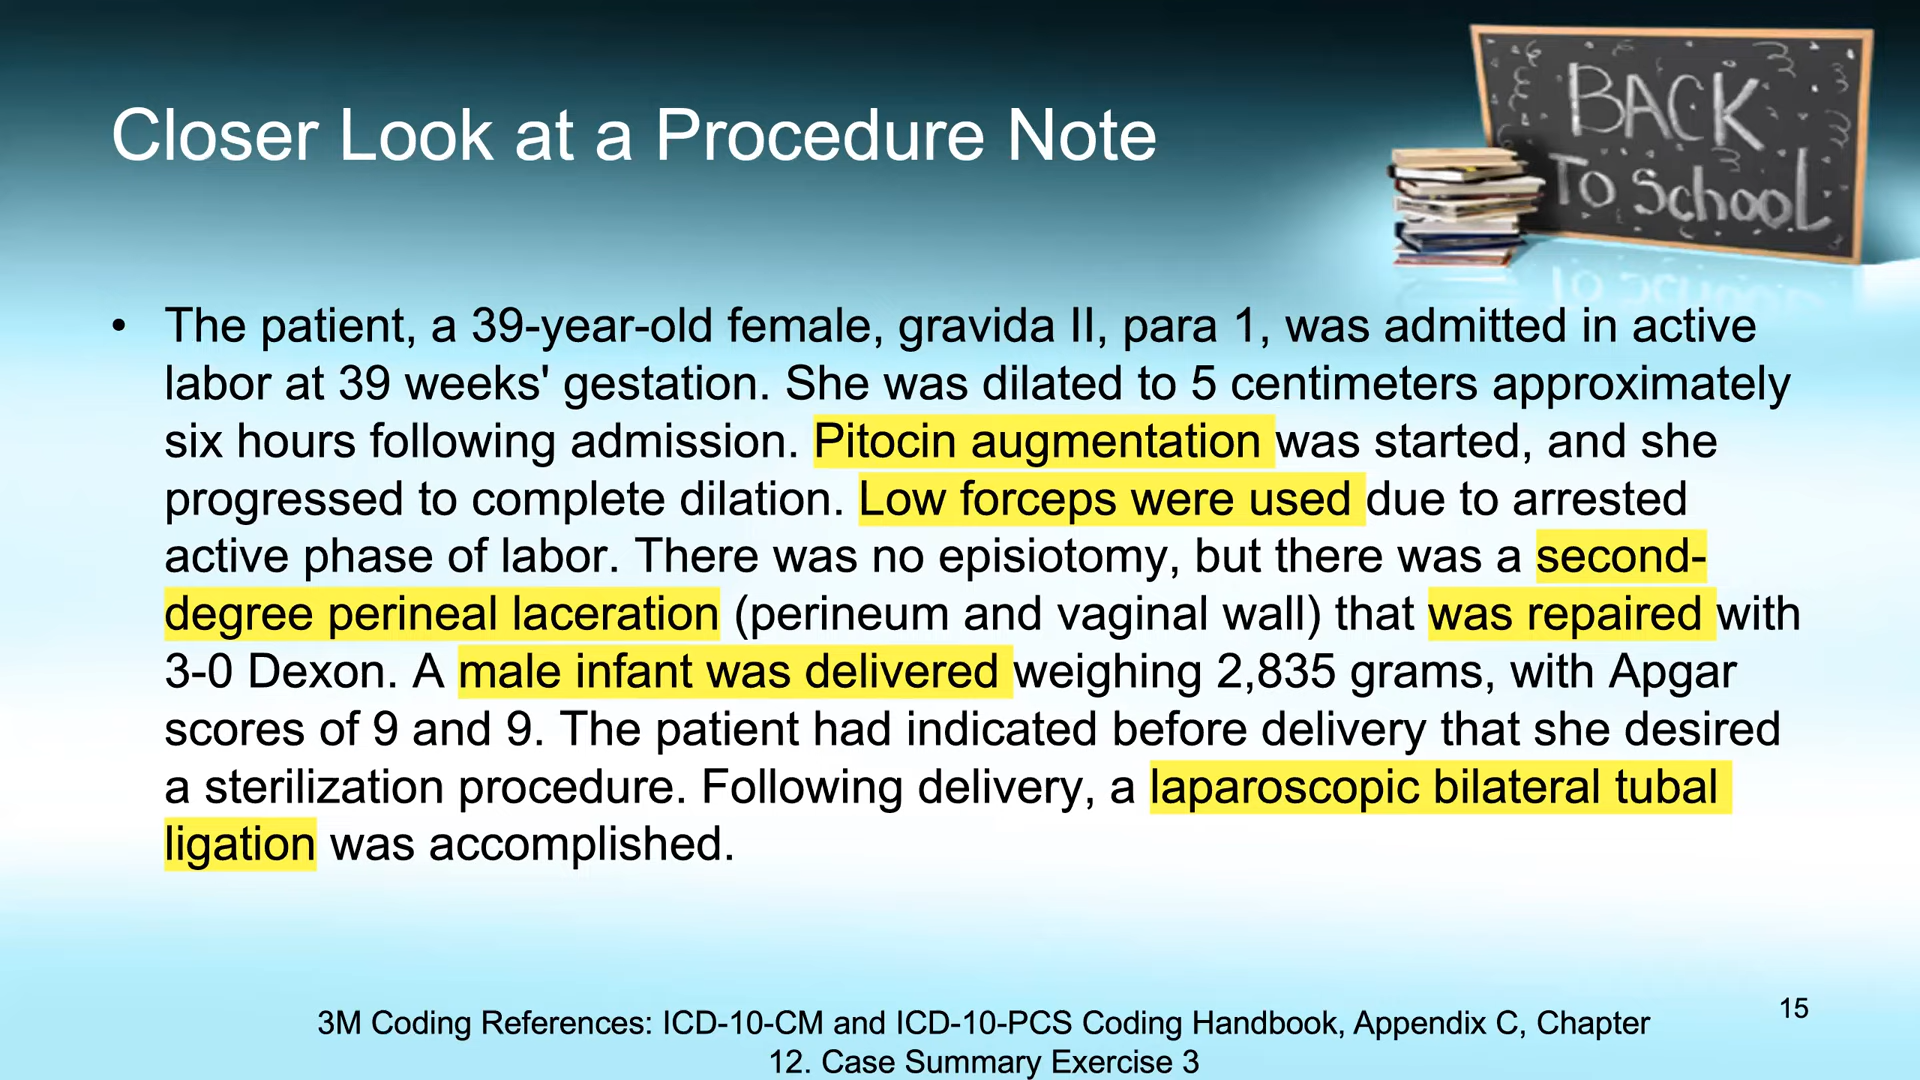 BACK
To School
Closer Look at a Procedure Note
• The patient, a 39-year-old female, gravida II, para 1, was admitted in active
labor at 39 weeks' gestation. She was dilated to 5 centimeters approximately
six hours following admission. Pitocin augmentation was started, and she
progressed to complete dilation. Low forceps were used due to arrested
active phase of labor. There was no episiotomy, but there was a second-
degree perineal laceration (perineum and vaginal wall) that was repaired with
3-0 Dexon. A male infant was delivered weighing 2,835 grams, with Apgar
scores of 9 and 9. The patient had indicated before delivery that she desired
a sterilization procedure. Following delivery, a laparoscopic bilateral tubal
ligation was accomplished.
3M Coding References: ICD-10-CM and ICD-10-PCS Coding Handbook, Appendix C, Chapter
12. Case Summary Exercise 3
15